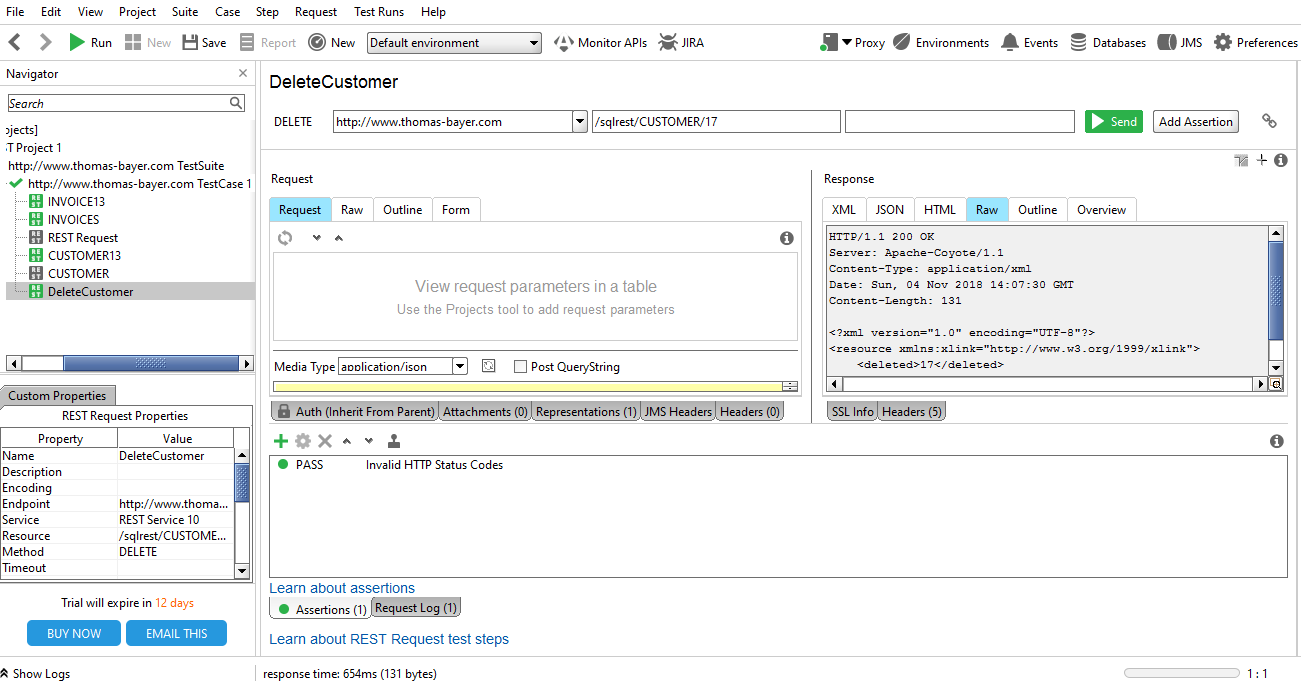 File Edit View Project Suite Case Step Request Test Runs Help
Run New Save Report New Default environment Monitor APIs JIRA Proxy Environments Events Databases JMS Preferences
Navigator
Search
ojects]
ST Project 1
http://www.thomas-bayer.com TestSuite
http://www.thomas-bayer.com TestCase 1
REST INVOICE13
REST INVOICES
REST REST Request
REST CUSTOMER13
REST CUSTOMER
REST DeleteCustomer
Custom Properties
REST Request Properties
Property Value
Name DeleteCustomer
Description
Encoding
Endpoint http://www.thoma...
Service REST Service 10
Resource /sqlrest/CUSTOME...
Method DELETE
Timeout
Trial will expire in 12 days
BUY NOW EMAIL THIS
DeleteCustomer
DELETE http://www.thomas-bayer.com /sqlrest/CUSTOMER/17 Send Add Assertion
Request
Request Raw Outline Form
View request parameters in a table
Use the Projects tool to add request parameters
Media Type application/json Post QueryString
Auth (Inherit From Parent) Attachments (0) Representations (1) JMS Headers Headers (0)
Response
XML JSON HTML Raw Outline Overview
HTTP/1.1 200 OK
Server: Apache-Coyote/1.1
Content-Type: application/xml
Date: Sun, 04 Nov 2018 14:07:30 GMT
Content-Length: 131
<?xml version="1.0" encoding="UTF-8"?>
<resource xmlns:xlink="http://www.w3.org/1999/xlink">
<deleted>17</deleted>
SSL Info Headers (5)
PASS Invalid HTTP Status Codes
Learn about assertions
Assertions (1) Request Log (1)
Learn about REST Request test steps
Show Logs response time: 654ms (131 bytes) 1 : 1